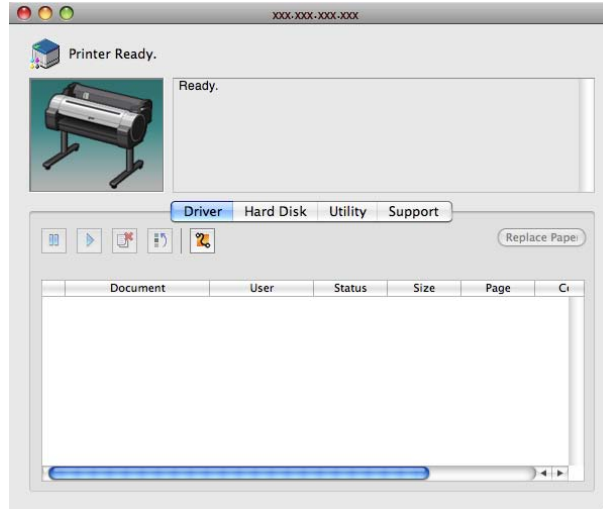 xxx.xxx.xxx.xxx
Printer Ready.
Ready.
Driver Hard Disk Utility Support
Replace Pape
Document User Status Size Page